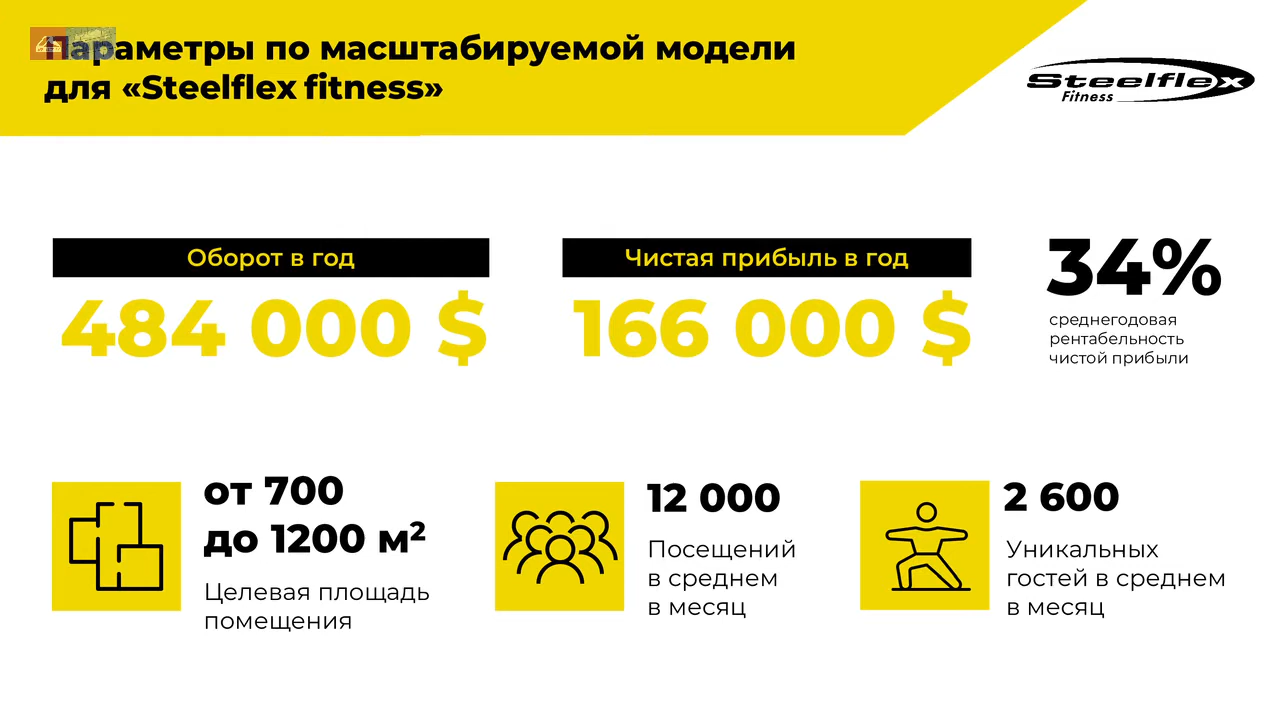 Параметры по масштабируемой модели
для «Steelflex fitness»
Steelflex
Fitness
Оборот в год
484 000 $
Чистая прибыль в год
166 000 $
34%
среднегодовая
рентабельность
чистой прибыли
от 700
до 1200 м²
Целевая площадь
помещения
12 000
Посещений
в среднем
в месяц
2 600
Уникальных
гостей в среднем
в месяц